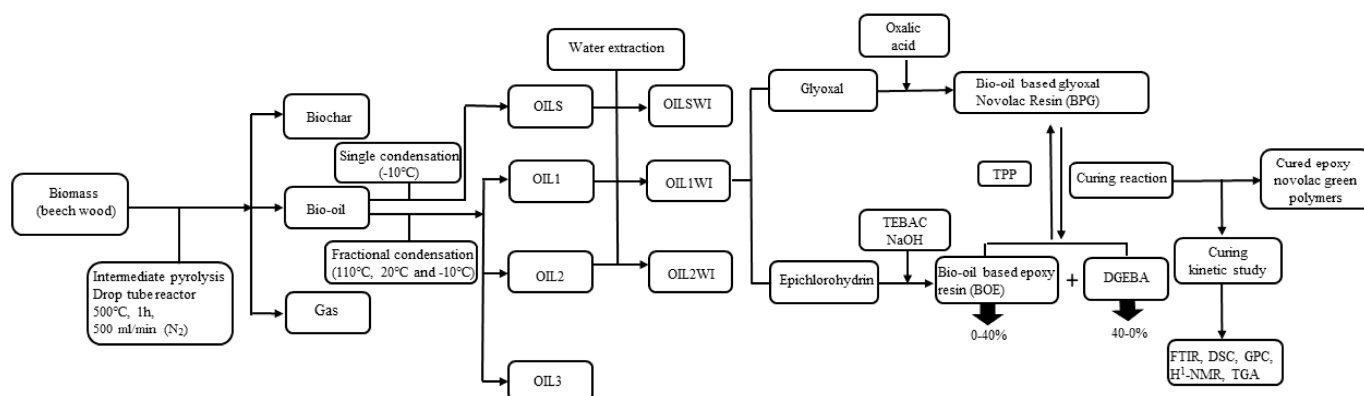 Biomass
(beech wood)
Intermediate pyrolysis
Drop tube reactor
500℃, 1h,
500 ml/min (N₂)
Biochar
Bio-oil
Gas
Single condensation
(-10℃)
Fractional condensation
(110℃, 20℃ and -10℃)
Water extraction
OILS
OIL1
OIL2
OIL3
OILSWI
OIL1WI
OIL2WI
Glyoxal
Oxalic
acid
Bio-oil based glyoxal
Novolac Resin (BPG)
Epichlorohydrin
TEBAC
NaOH
Bio-oil based epoxy
resin (BOE)
+
DGEBA
0-40%
40-0%
TPP
Curing reaction
Cured epoxy
novolac green
polymers
Curing
kinetic study
FTIR, DSC, GPC,
H¹-NMR, TGA